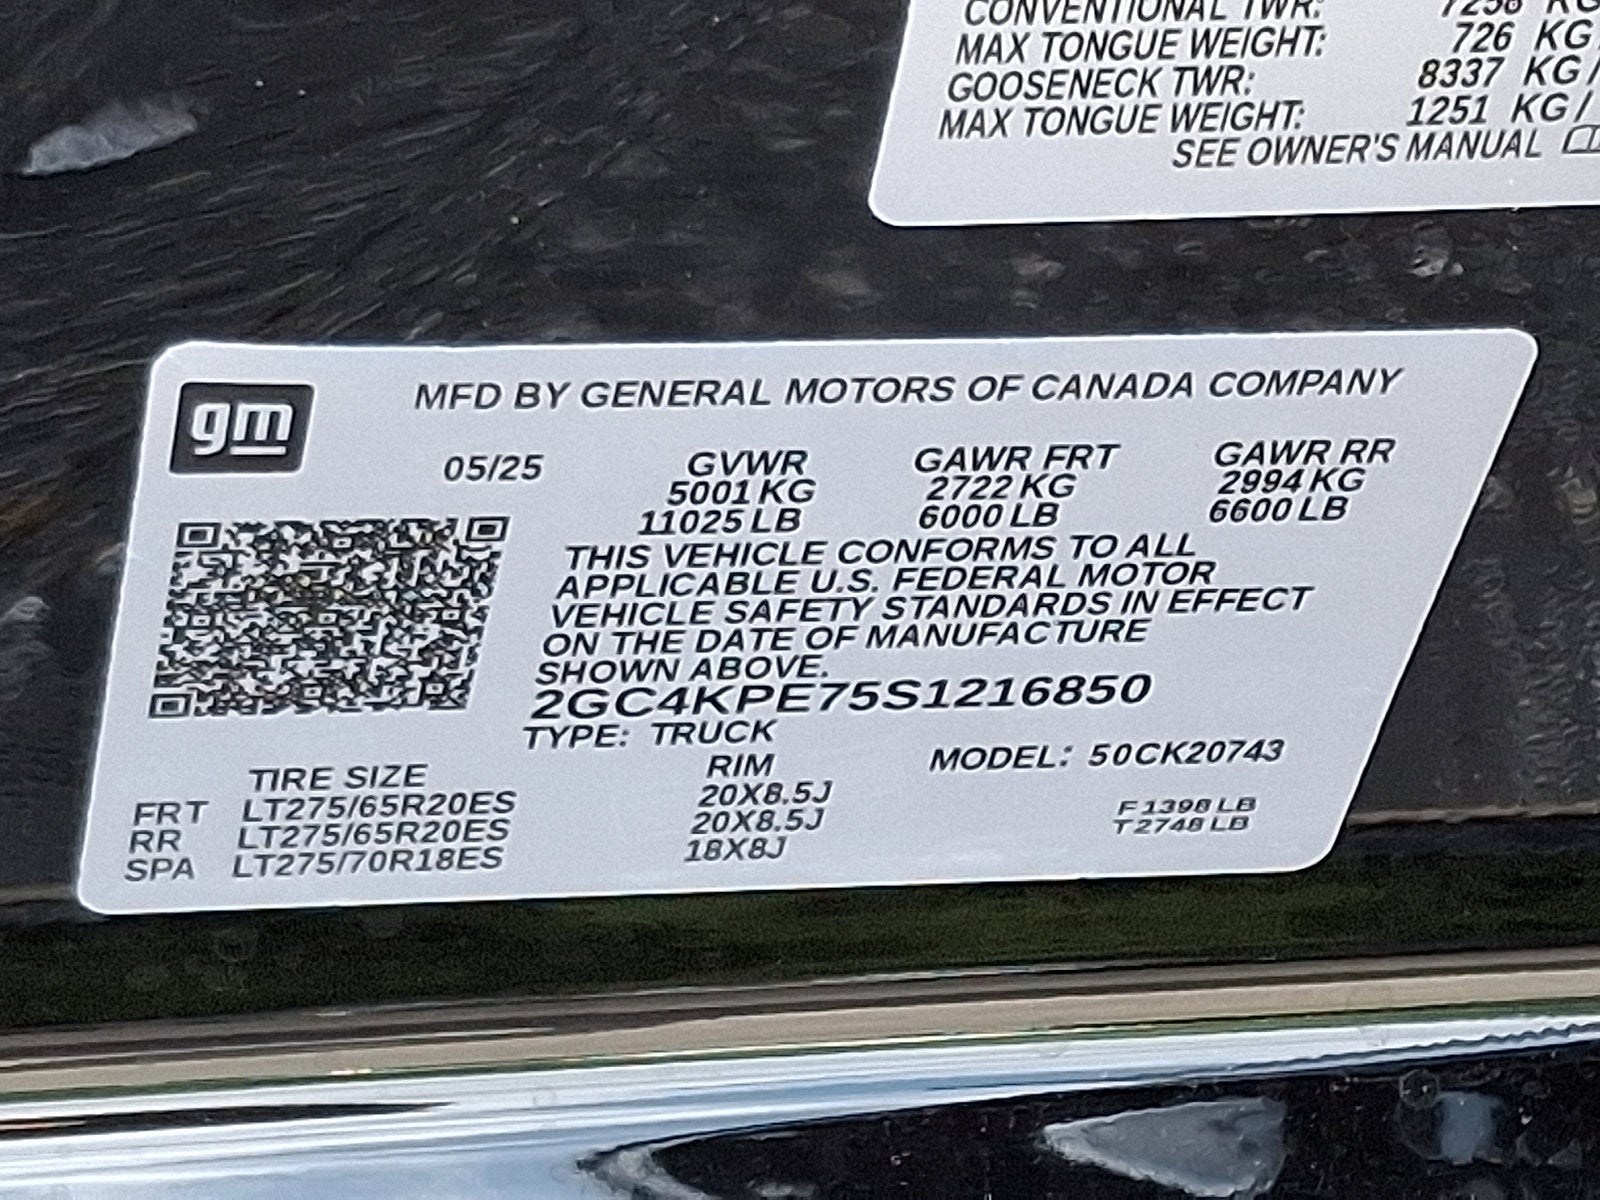 CONVENTIONAL TWR: 7258 KG
MAX TONGUE WEIGHT: 726 KG
GOOSENECK TWR: 8337 KG/
MAX TONGUE WEIGHT: 1251 KG/
SEE OWNER'S MANUAL
gm
MFD BY GENERAL MOTORS OF CANADA COMPANY
05/25 GVWR GAWR FRT GAWR RR
5001 KG 2722 KG 2994 KG
11025 LB 6000 LB 6600 LB
THIS VEHICLE CONFORMS TO ALL
APPLICABLE U.S. FEDERAL MOTOR
VEHICLE SAFETY STANDARDS IN EFFECT
ON THE DATE OF MANUFACTURE
SHOWN ABOVE.
2GC4KPE75S1216850
TYPE: TRUCK
MODEL: 50CK20743
TIRE SIZE RIM
FRT LT275/65R20ES 20X8.5J
RR LT275/65R20ES 20X8.5J
SPA LT275/70R18ES 18X8J
F 1398 LB
T 2748 LB